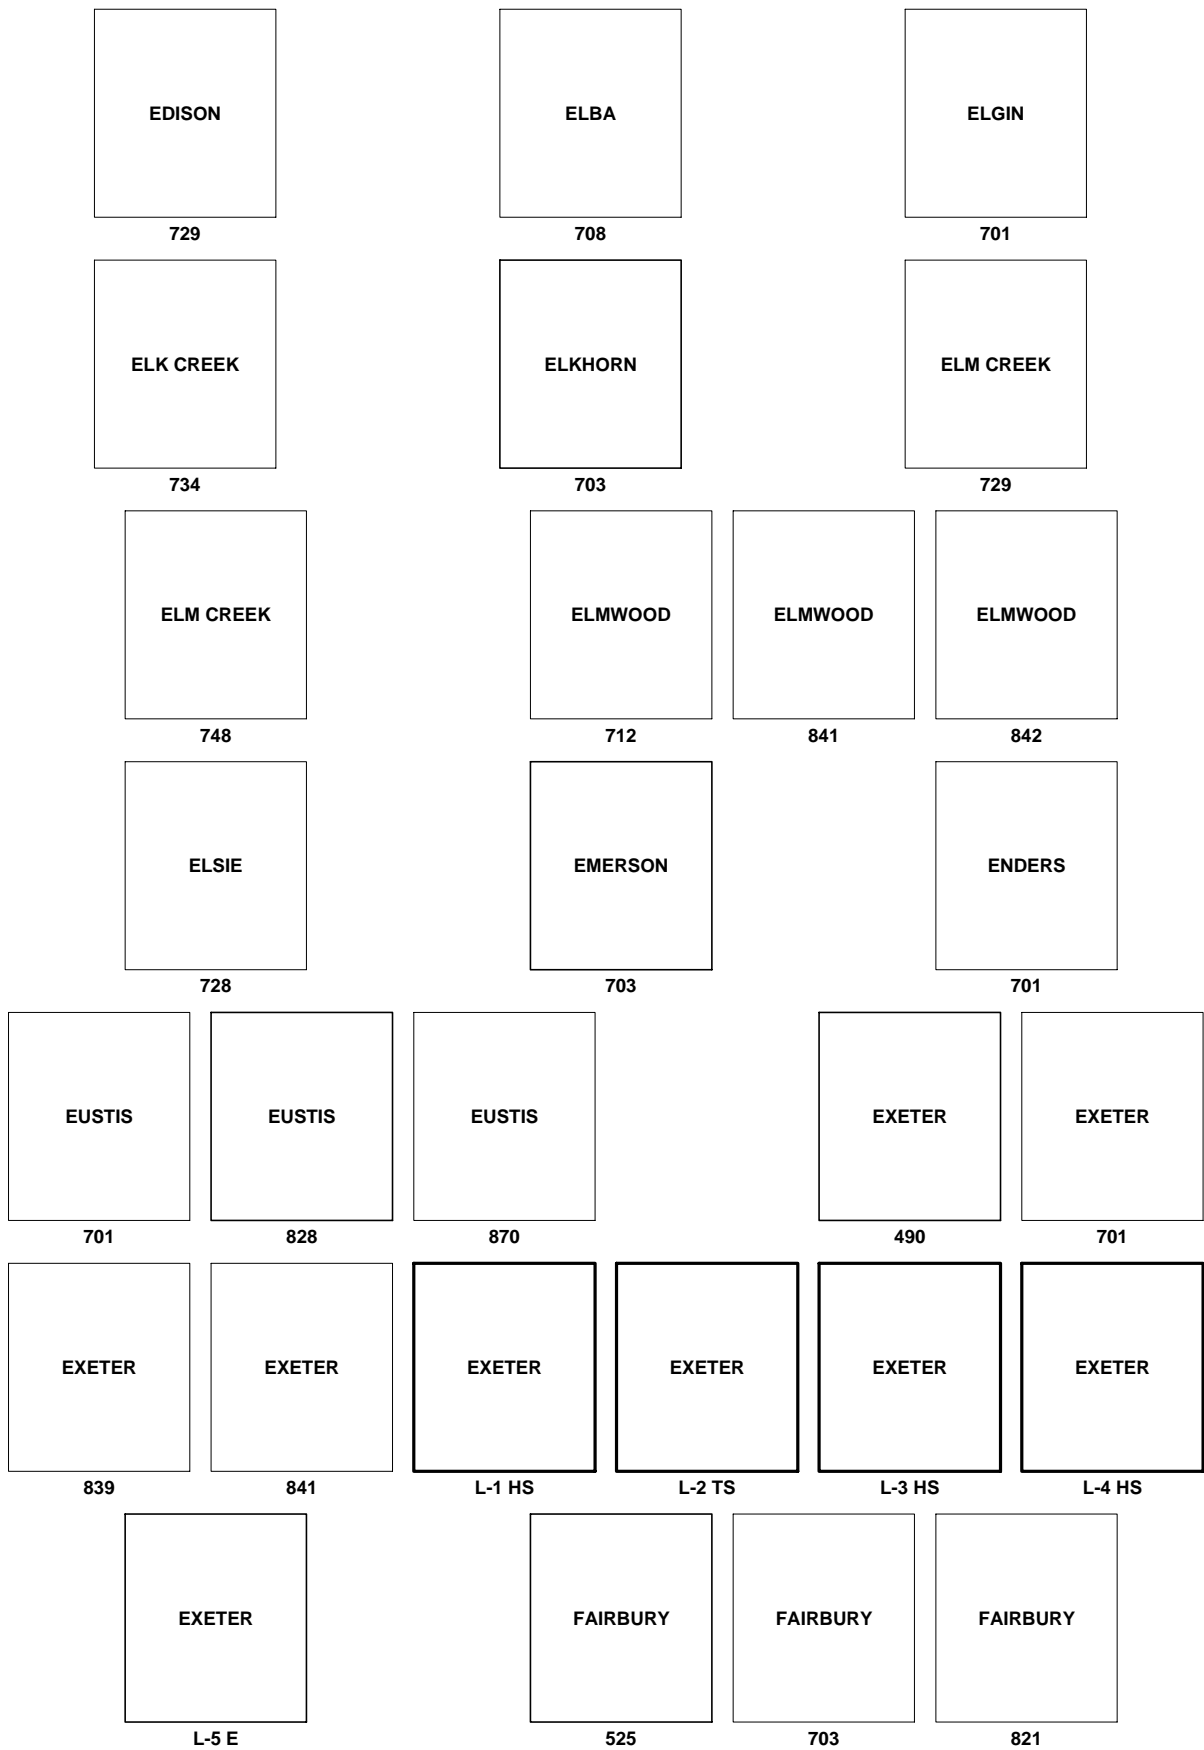 EDISON ELBA ELGIN
729 708 701
ELK CREEK ELKHORN ELM CREEK
734 703 729
ELM CREEK ELMWOOD ELMWOOD ELMWOOD
748 712 841 842
ELSIE EMERSON ENDERS
728 703 701
EUSTIS EUSTIS EUSTIS EXETER EXETER
701 828 870 490 701
EXETER EXETER EXETER EXETER EXETER EXETER
839 841 L-1 HS L-2 TS L-3 HS L-4 HS
EXETER FAIRBURY FAIRBURY FAIRBURY
L-5 E 525 703 821